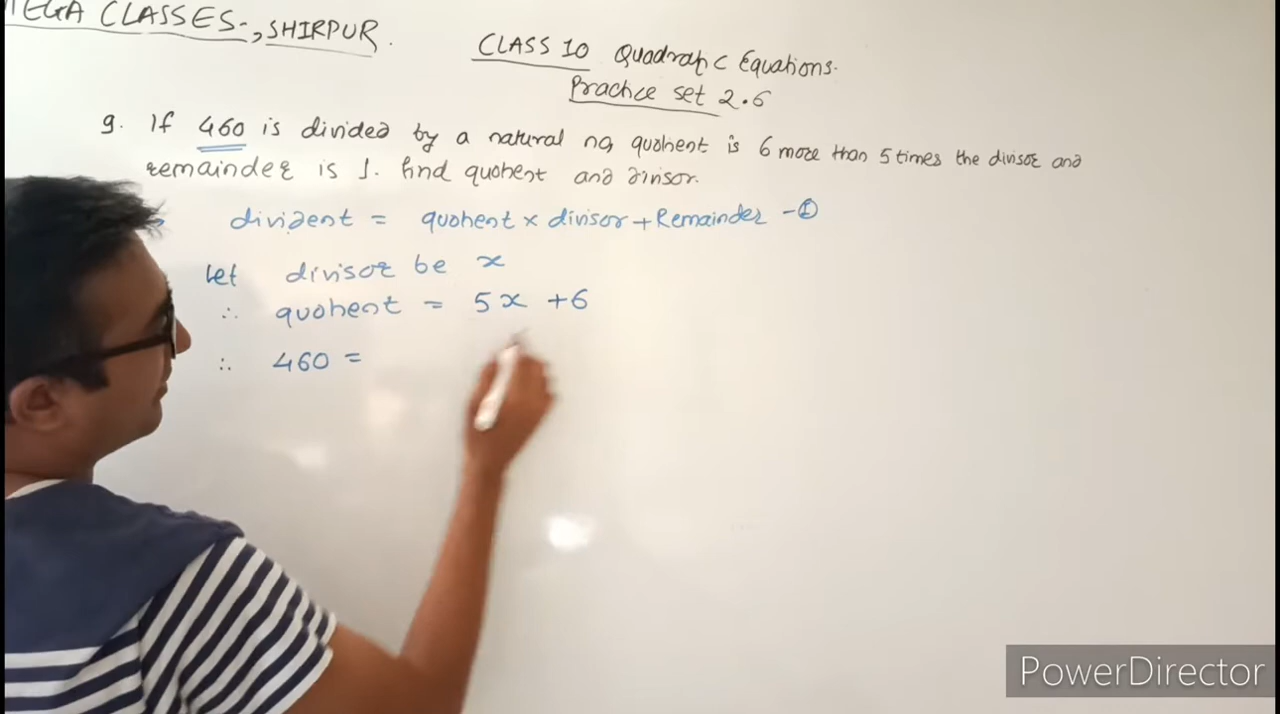 CLASSES-, SHIRPUR.
CLASS 10 Quadratic Equations.
Practice set 2.6
9. If 460 is divided by a natural no, quotient is 6 more than 5 times the divisor and
remainder is 1. find quotient and divisor.
divident = quotient × divisor + Remainder - ①
Let divisor be x
∴ quotient = 5x + 6
∴ 460 =
PowerDirector